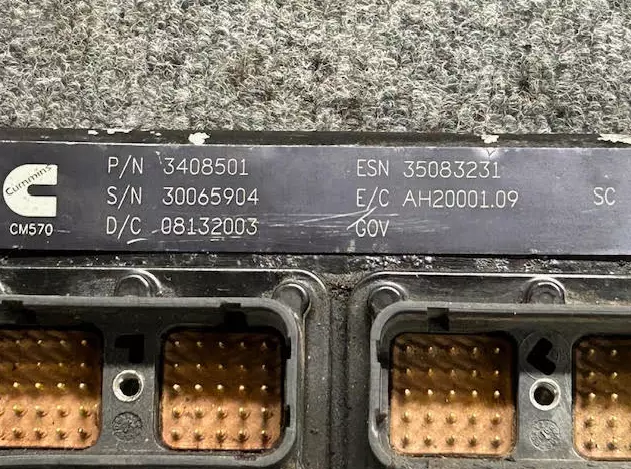 Cummins
CM570
P/N 3408501
S/N 30065904
D/C 08132003
ESN 35083231
E/C AH20001.09
GOV
SC